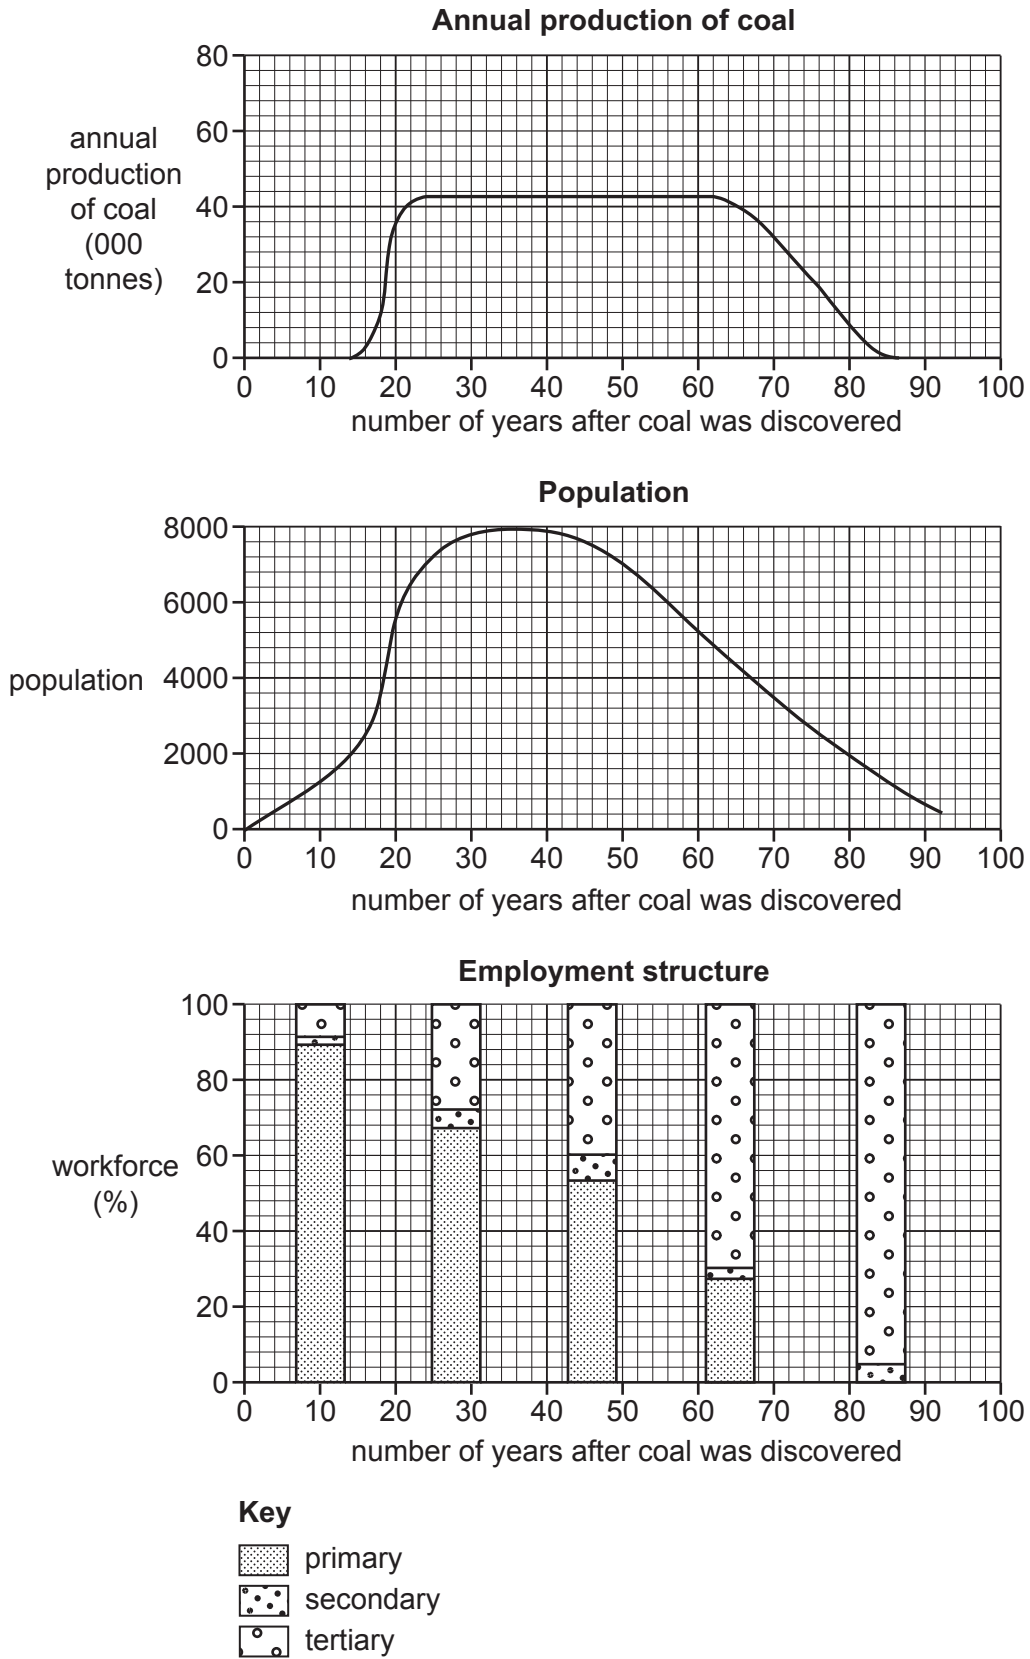 Annual production of coal
80
60
40
20
0
annual
production
of coal
(000
tonnes)
0 10 20 30 40 50 60 70 80 90 100
number of years after coal was discovered
Population
8000
6000
4000
2000
0
population
0 10 20 30 40 50 60 70 80 90 100
number of years after coal was discovered
Employment structure
100
80
60
40
20
0
workforce
(%)
0 10 20 30 40 50 60 70 80 90 100
number of years after coal was discovered
Key
primary
secondary
tertiary